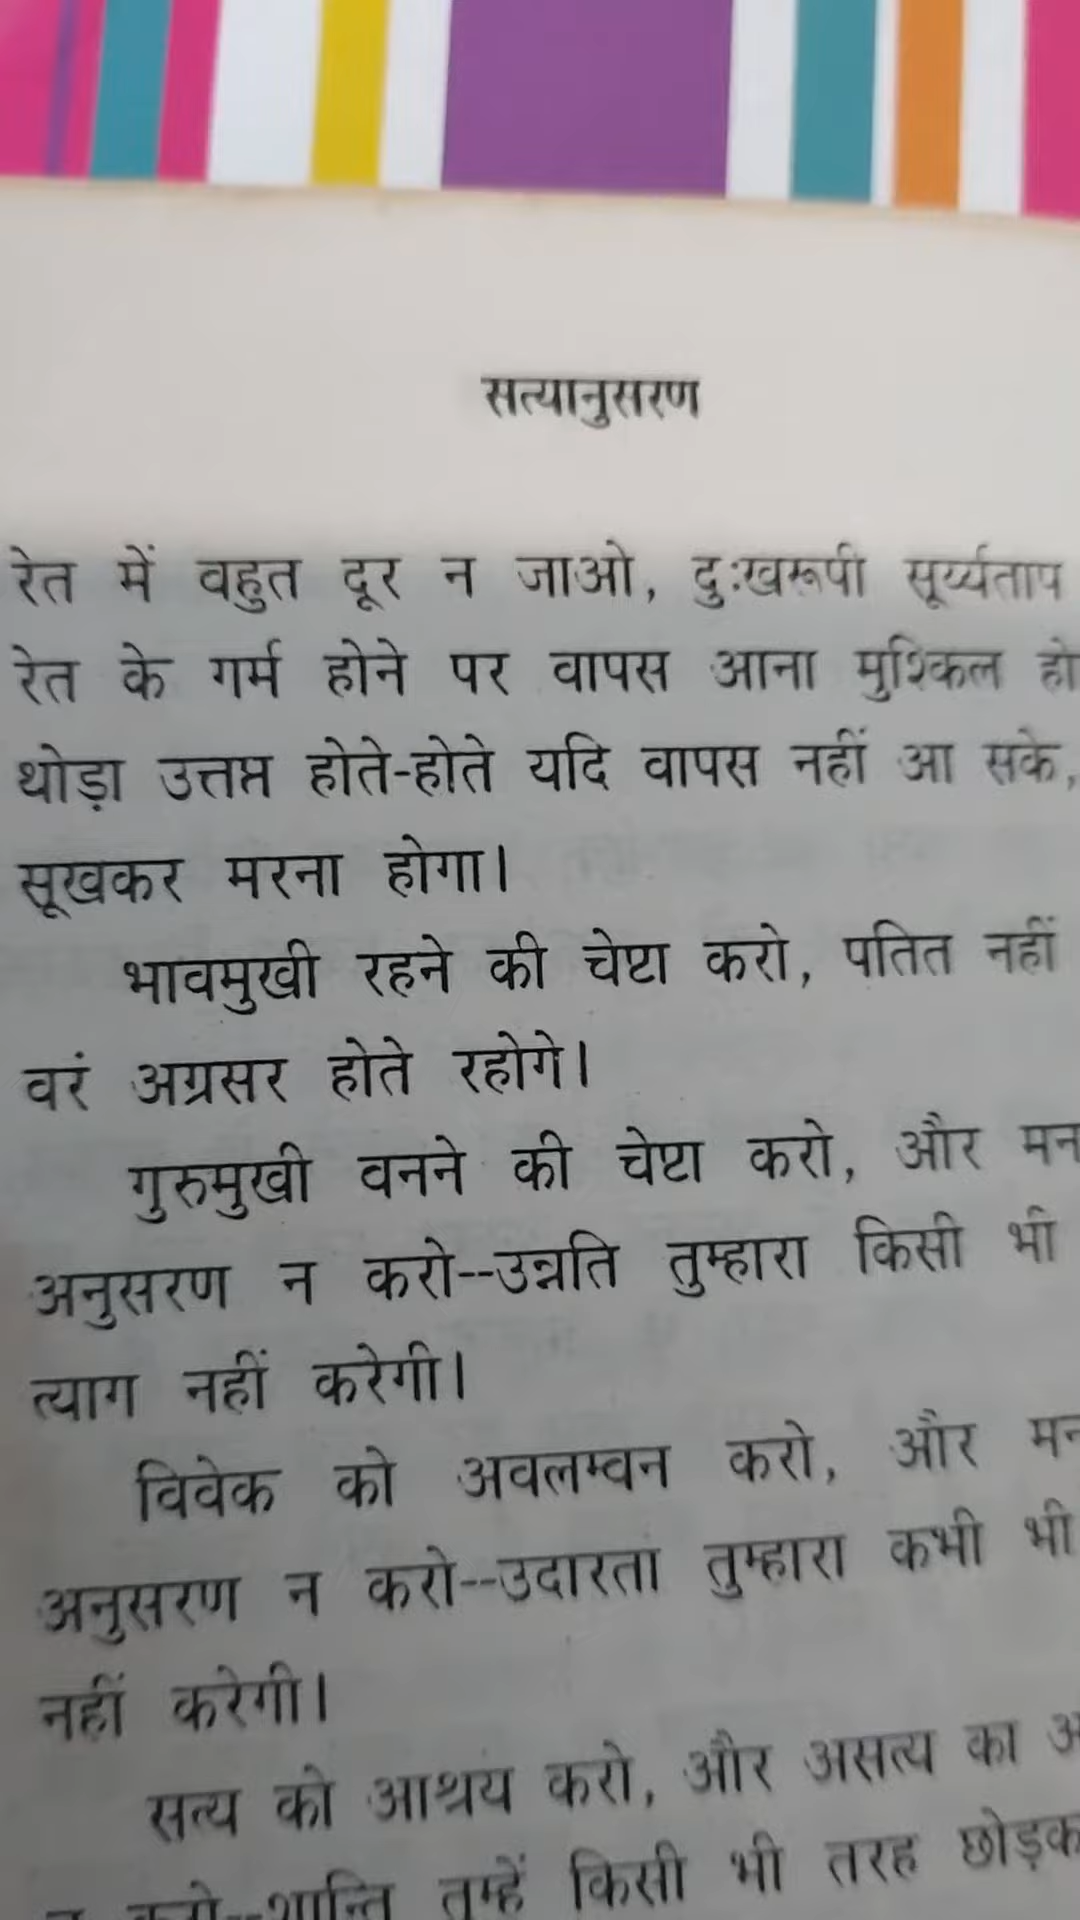 सत्यानुसरण
रेत में वहुत दूर न जाओ, दुःखरूपी सूर्य्यताप
रेत के गर्म होने पर वापस आना मुश्किल हो
थोड़ा उत्तप्त होते-होते यदि वापस नहीं आ सके,
सूखकर मरना होगा।
भावमुखी रहने की चेष्टा करो, पतित नहीं
वरं अग्रसर होते रहोगे।
गुरुमुखी वनने की चेष्टा करो, और मन
अनुसरण न करो--उन्नति तुम्हारा किसी भी
त्याग नहीं करेगी।
विवेक को अवलम्वन करो, और मन
अनुसरण न करो--उदारता तुम्हारा कभी भी
नहीं करेगी।
सत्य को आश्रय करो, और असत्य का
न करो--शान्ति तुम्हें किसी भी तरह